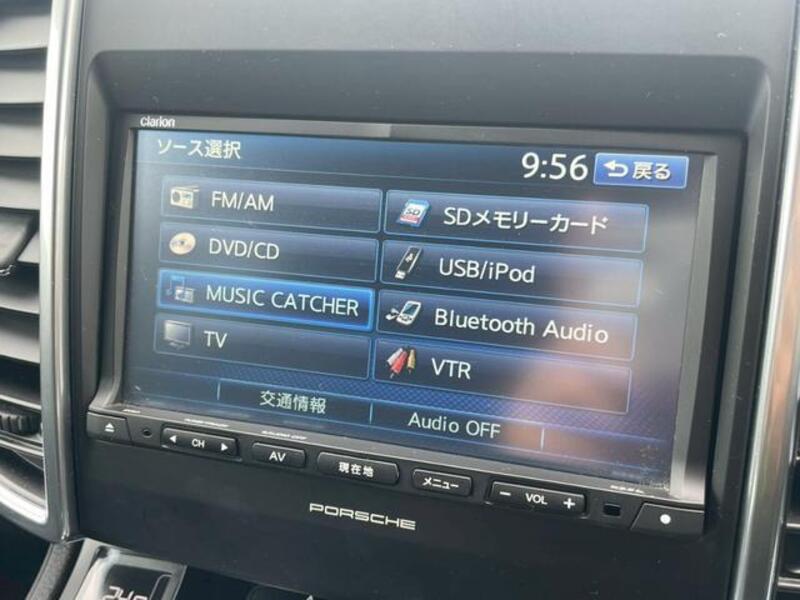 Clarion
ソース選択
9:56
戻る
FM/AM
SDメモリーカード
DVD/CD
USB/iPod
MUSIC CATCHER
Bluetooth Audio
TV
VTR
交通情報
Audio OFF
CH
AV
現在地
メニュー
− VOL +
PORSCHE